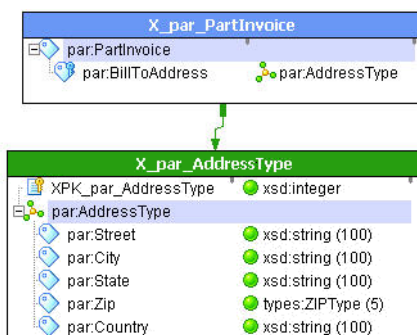 X_par_PartInvoice
par:PartInvoice
par:BillToAddress par:AddressType
X_par_AddressType
XPK_par_AddressType xsd:integer
par:AddressType
par:Street xsd:string (100)
par:City xsd:string (100)
par:State xsd:string (100)
par:Zip types:ZIPType (5)
par:Country xsd:string (100)